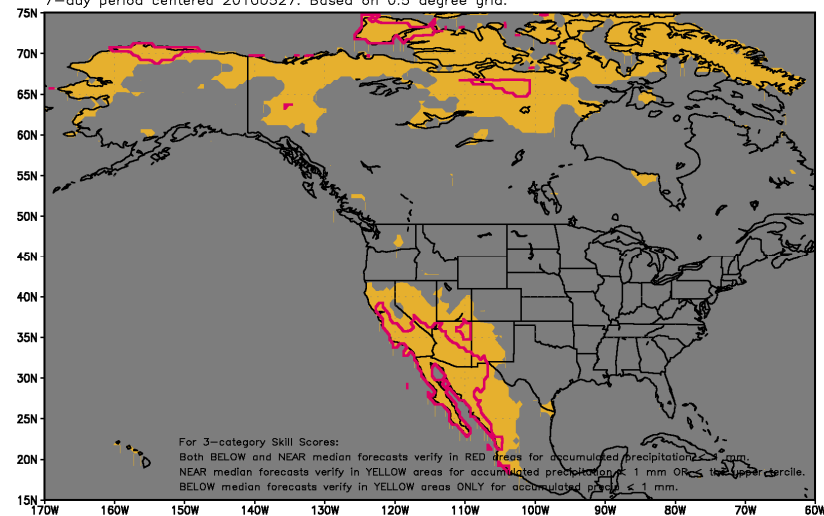 7-day period centered 20100527. Based on 0.5 degree grid.
75N
70N
65N
60N
55N
50N
45N
40N
35N
30N
25N
20N
15N
For 3-category Skill Scores:
Both BELOW and NEAR median forecasts verify in RED areas for accumulated precipitation < 1 mm.
NEAR median forecasts verify in YELLOW areas for accumulated precipitation < 1 mm OR < the upper tercile.
BELOW median forecasts verify in YELLOW areas ONLY for accumulated precip < 1 mm.
170W 160W 150W 140W 130W 120W 110W 100W 90W 80W 70W 60W